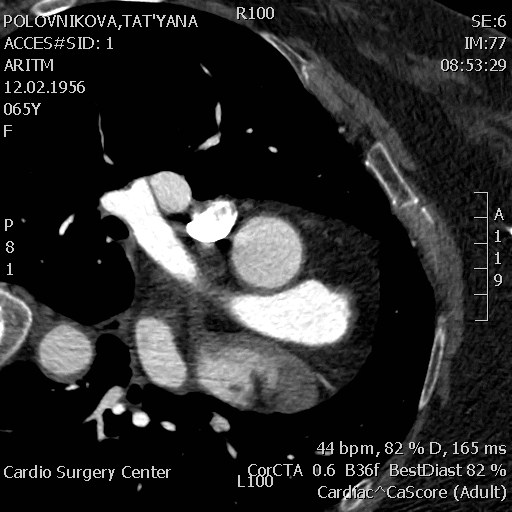 POLOVNIKOVA,TAT'YANA
ACCES#SID: 1
ARITM
12.02.1956
065Y
F
R100
SE:6
IM:77
08:53:29
P
8
1
A
1
1
9
44 bpm, 82 % D, 165 ms
CorCTA 0.6 B36f BestDiast 82 %
Cardiac^CaScore (Adult)
Cardio Surgery Center
L100